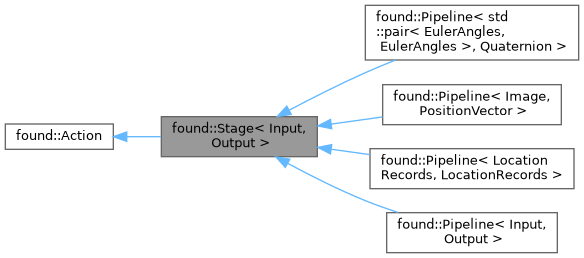 found::Pipeline< std
::pair< EulerAngles,
EulerAngles >, Quaternion >
found::Pipeline< Image,
PositionVector >
found::Action
found::Stage< Input,
Output >
found::Pipeline< Location
Records, LocationRecords >
found::Pipeline< Input,
Output >